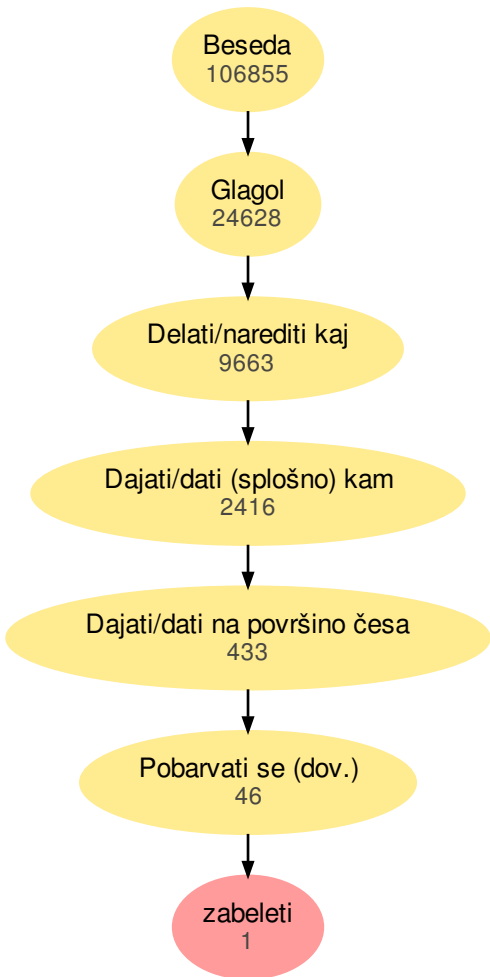 Beseda
106855
Glagol
24628
Delati/narediti kaj
9663
Dajati/dati (splošno) kam
2416
Dajati/dati na površino česa
433
Pobarvati se (dov.)
46
zabeleti
1